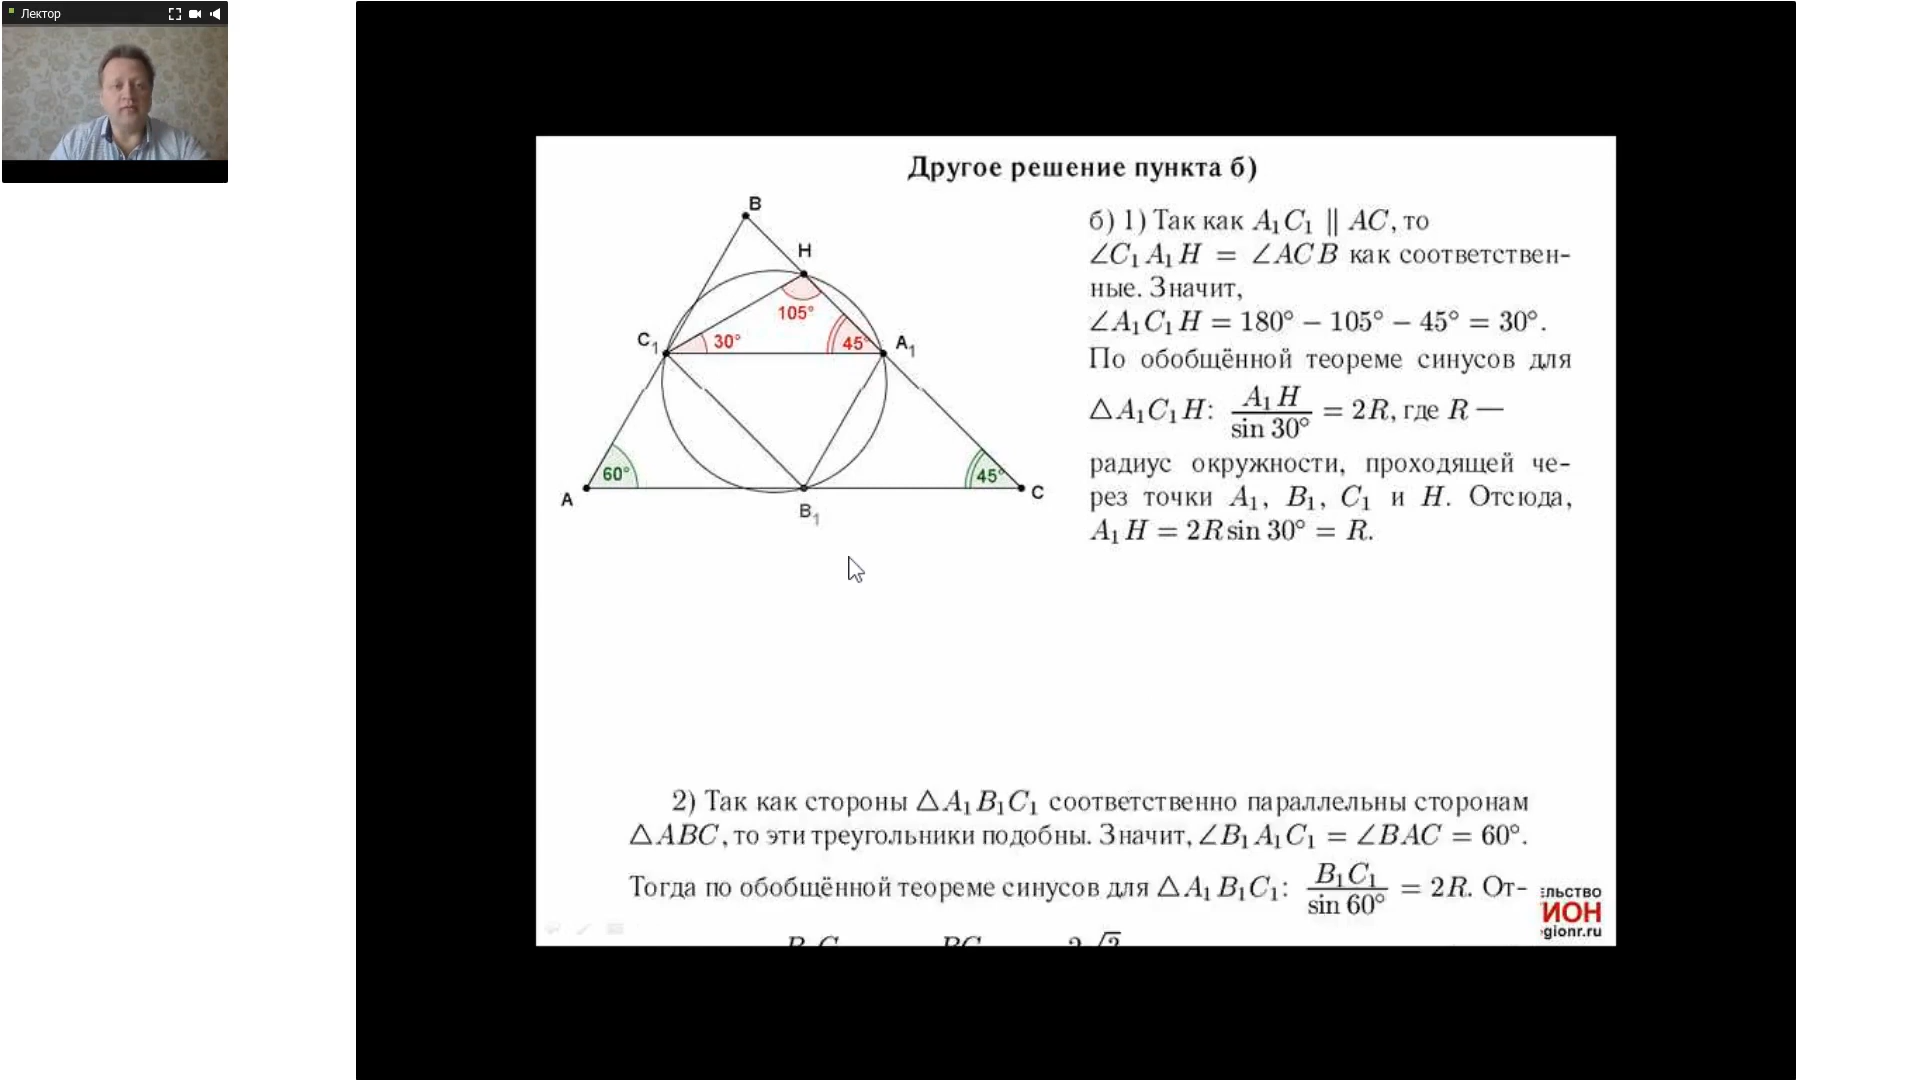 Лектор
Другое решение пункта б)
B
H
105°
C₁
30°
45°
A₁
60°
45°
A
B₁
C
б) 1) Так как A₁C₁ ∥ AC, то
∠C₁A₁H = ∠ACB как соответствен-
ные. Значит,
∠A₁C₁H = 180° − 105° − 45° = 30°.
По обобщённой теореме синусов для
△A₁C₁H: A₁H / sin 30° = 2R, где R —
радиус окружности, проходящей че-
рез точки A₁, B₁, C₁ и H. Отсюда,
A₁H = 2R sin 30° = R.
2) Так как стороны △A₁B₁C₁ соответственно параллельны сторонам
△ABC, то эти треугольники подобны. Значит, ∠B₁A₁C₁ = ∠BAC = 60°.
Тогда по обобщённой теореме синусов для △A₁B₁C₁: B₁C₁ / sin 60° = 2R. От-
ЛЬСТВО
ИОН
gionr.ru